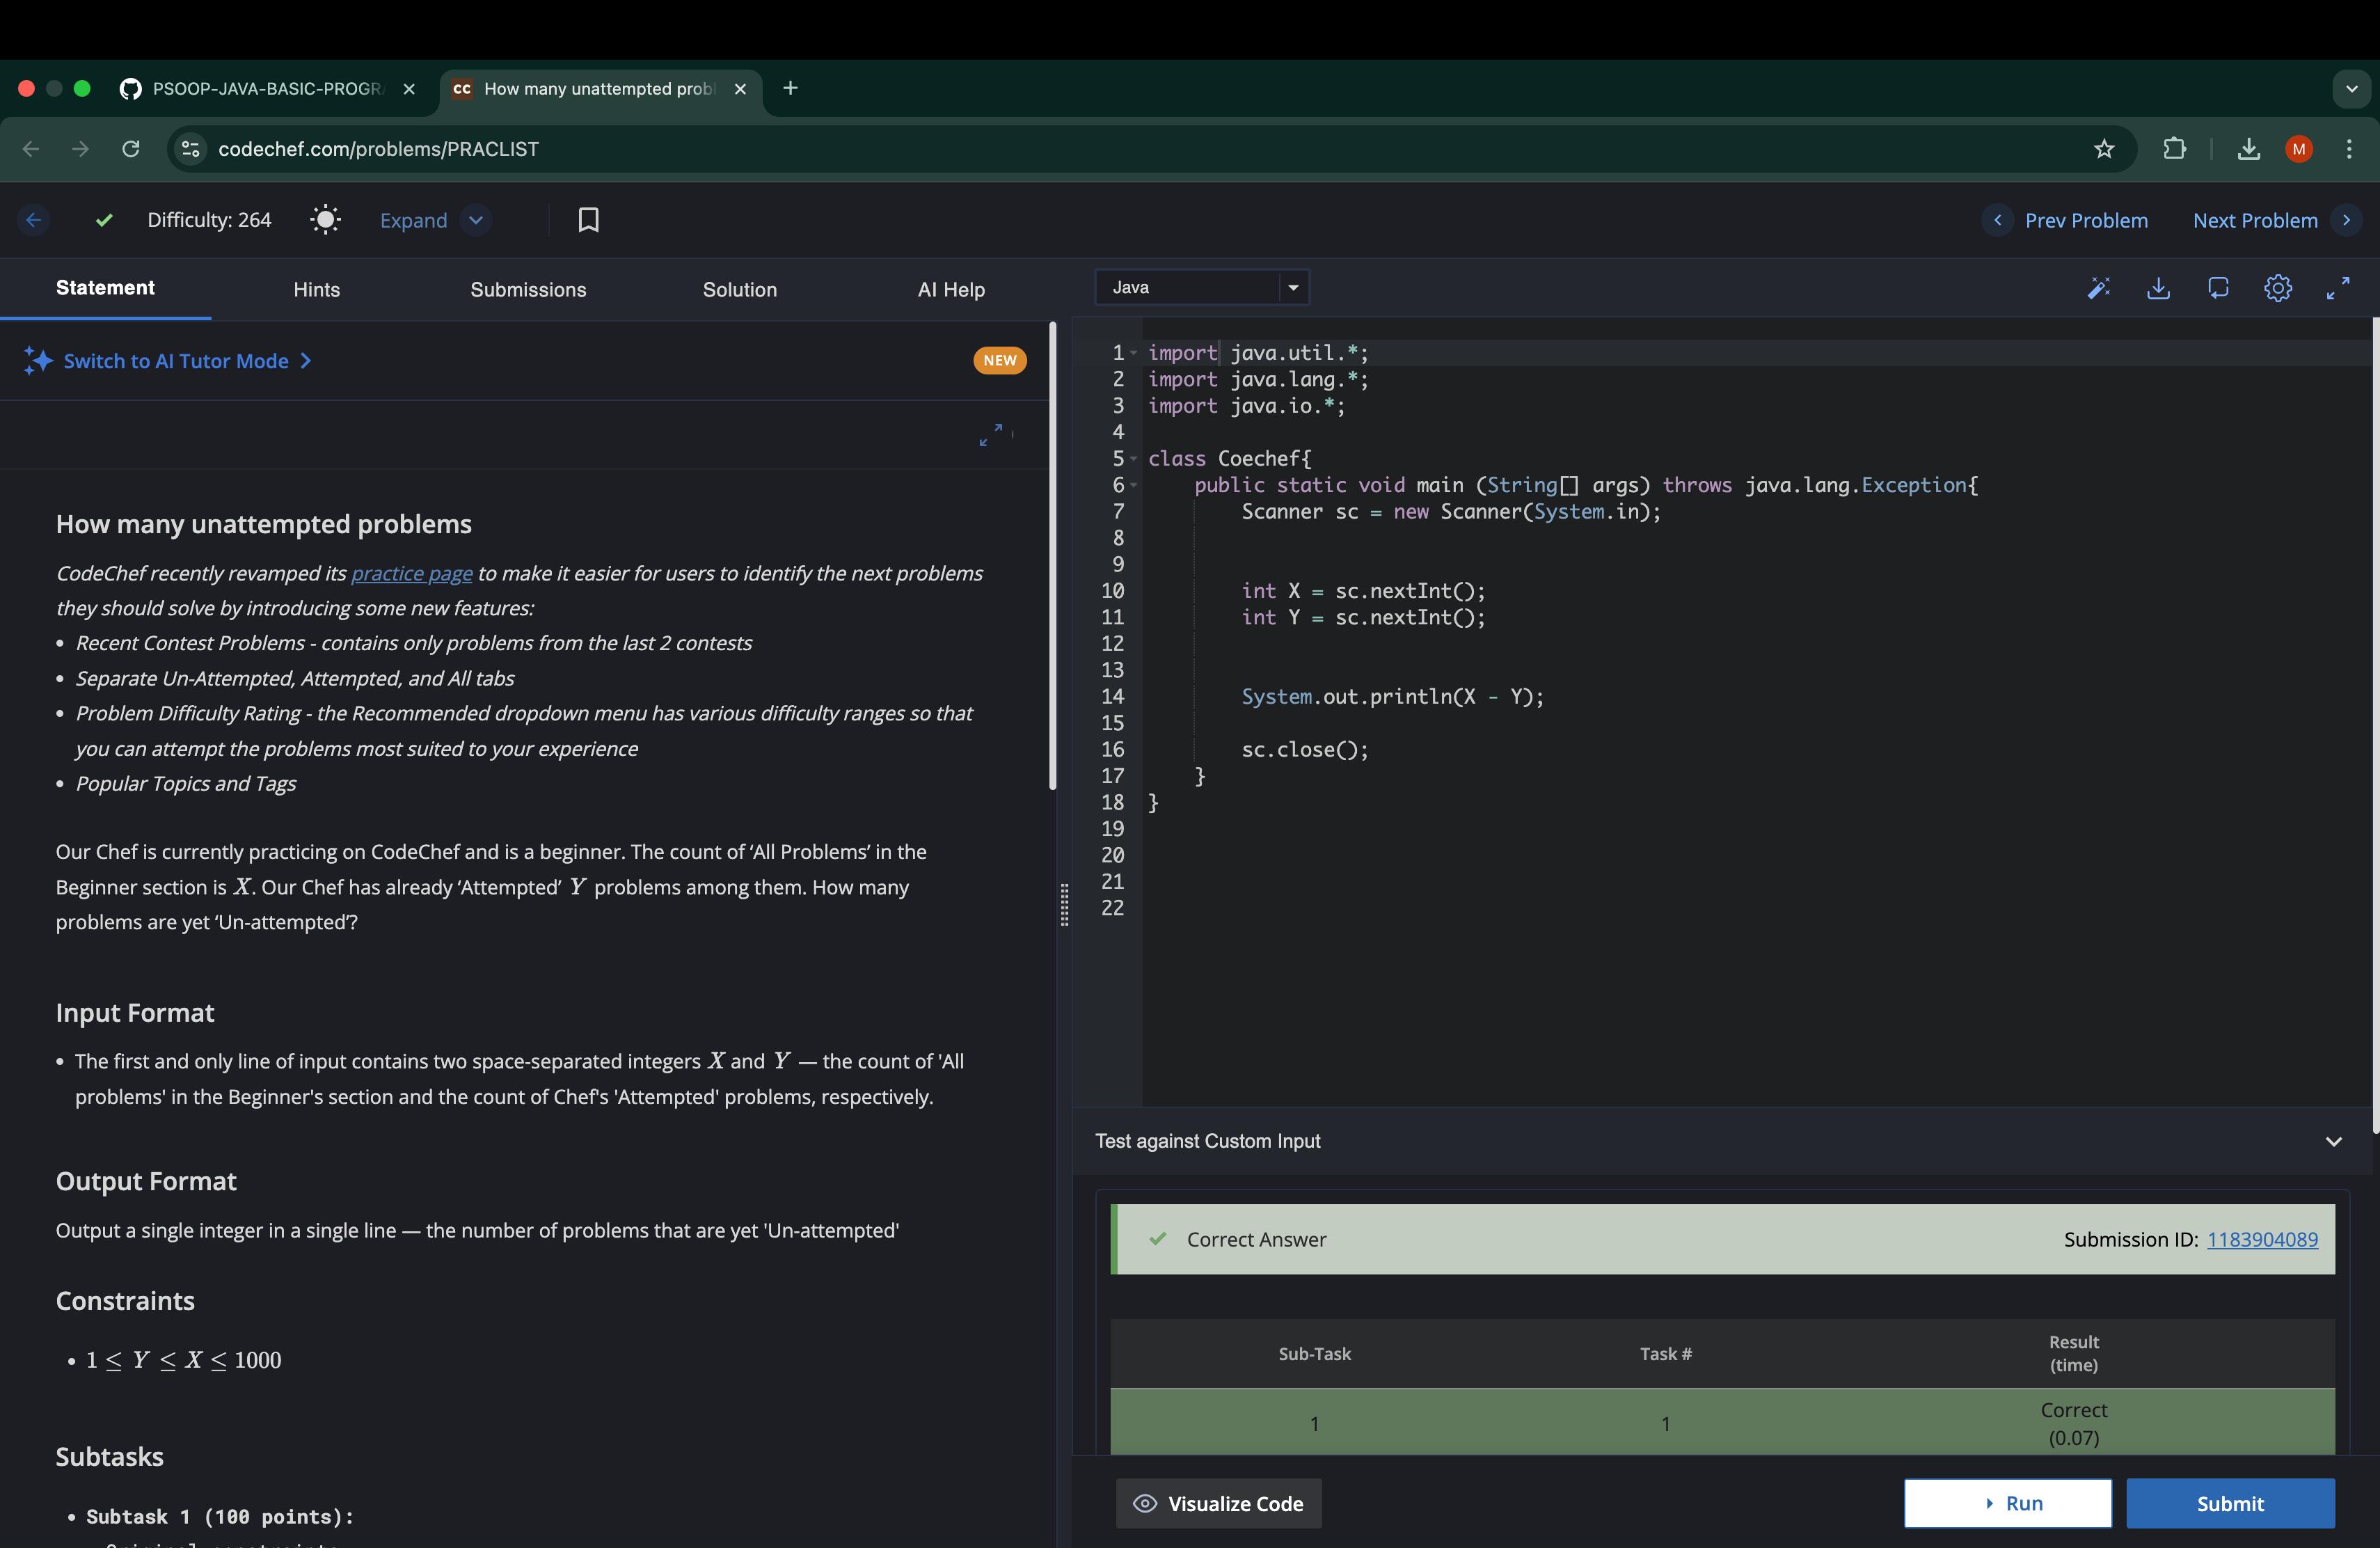 PSOOP-JAVA-BASIC-PROGR
cc How many unattempted probl
codechef.com/problems/PRACLIST
M
Difficulty: 264
Expand
Prev Problem
Next Problem
Statement
Hints
Submissions
Solution
AI Help
Java
Switch to AI Tutor Mode
NEW
How many unattempted problems
CodeChef recently revamped its practice page to make it easier for users to identify the next problems
they should solve by introducing some new features:
• Recent Contest Problems - contains only problems from the last 2 contests
• Separate Un-Attempted, Attempted, and All tabs
• Problem Difficulty Rating - the Recommended dropdown menu has various difficulty ranges so that
you can attempt the problems most suited to your experience
• Popular Topics and Tags
Our Chef is currently practicing on CodeChef and is a beginner. The count of ‘All Problems’ in the
Beginner section is X. Our Chef has already ‘Attempted’ Y problems among them. How many
problems are yet ‘Un-attempted’?
Input Format
• The first and only line of input contains two space-separated integers X and Y — the count of 'All
problems' in the Beginner's section and the count of Chef's 'Attempted' problems, respectively.
Output Format
Output a single integer in a single line — the number of problems that are yet 'Un-attempted'
Constraints
• 1 ≤ Y ≤ X ≤ 1000
Subtasks
• Subtask 1 (100 points):
1 import java.util.*;
2 import java.lang.*;
3 import java.io.*;
4
5 class Coechef{
6 public static void main (String[] args) throws java.lang.Exception{
7 Scanner sc = new Scanner(System.in);
8
9
10 int X = sc.nextInt();
11 int Y = sc.nextInt();
12
13
14 System.out.println(X - Y);
15
16 sc.close();
17 }
18 }
19
20
21
22
Test against Custom Input
Correct Answer
Submission ID: 1183904089
Sub-Task
Task #
Result
(time)
1
1
Correct
(0.07)
Visualize Code
Run
Submit